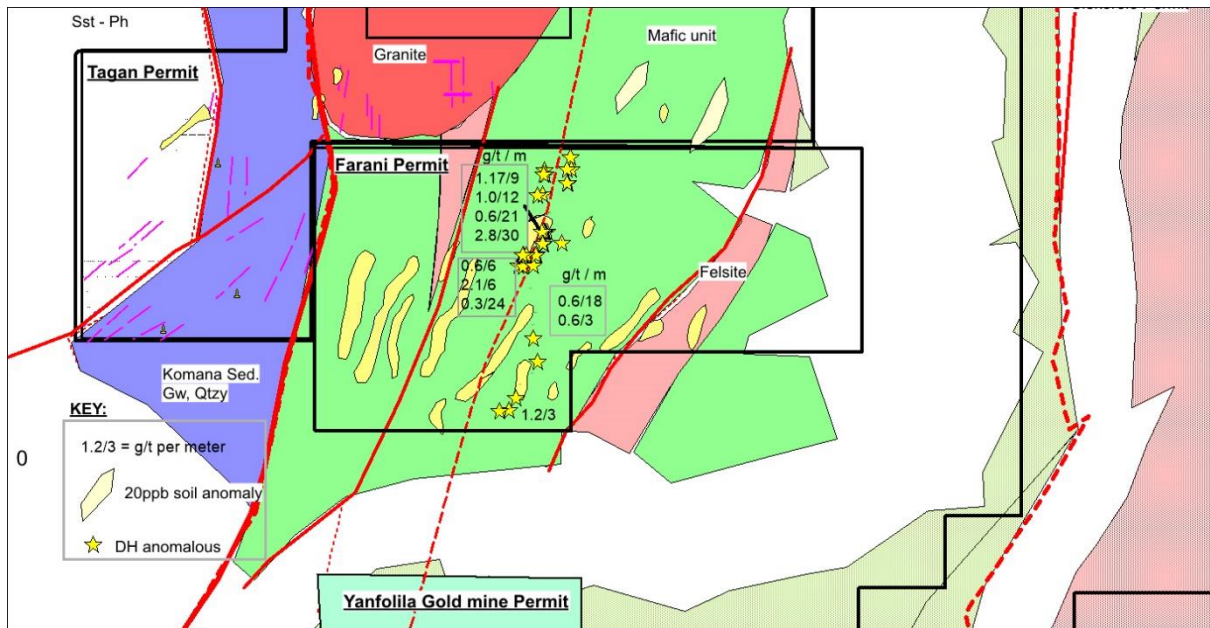 Sst - Ph
Mafic unit
Granite
Tagan Permit
Farani Permit
g/t / m
1.17/9
1.0/12
0.6/21
2.8/30
0.6/6
2.1/6
0.3/24
g/t / m
0.6/18
0.6/3
Felsite
Komana Sed.
Gw, Qtzy
1.2/3
KEY:
1.2/3 = g/t per meter
20ppb soil anomaly
DH anomalous
0
Yanfolila Gold mine Permit